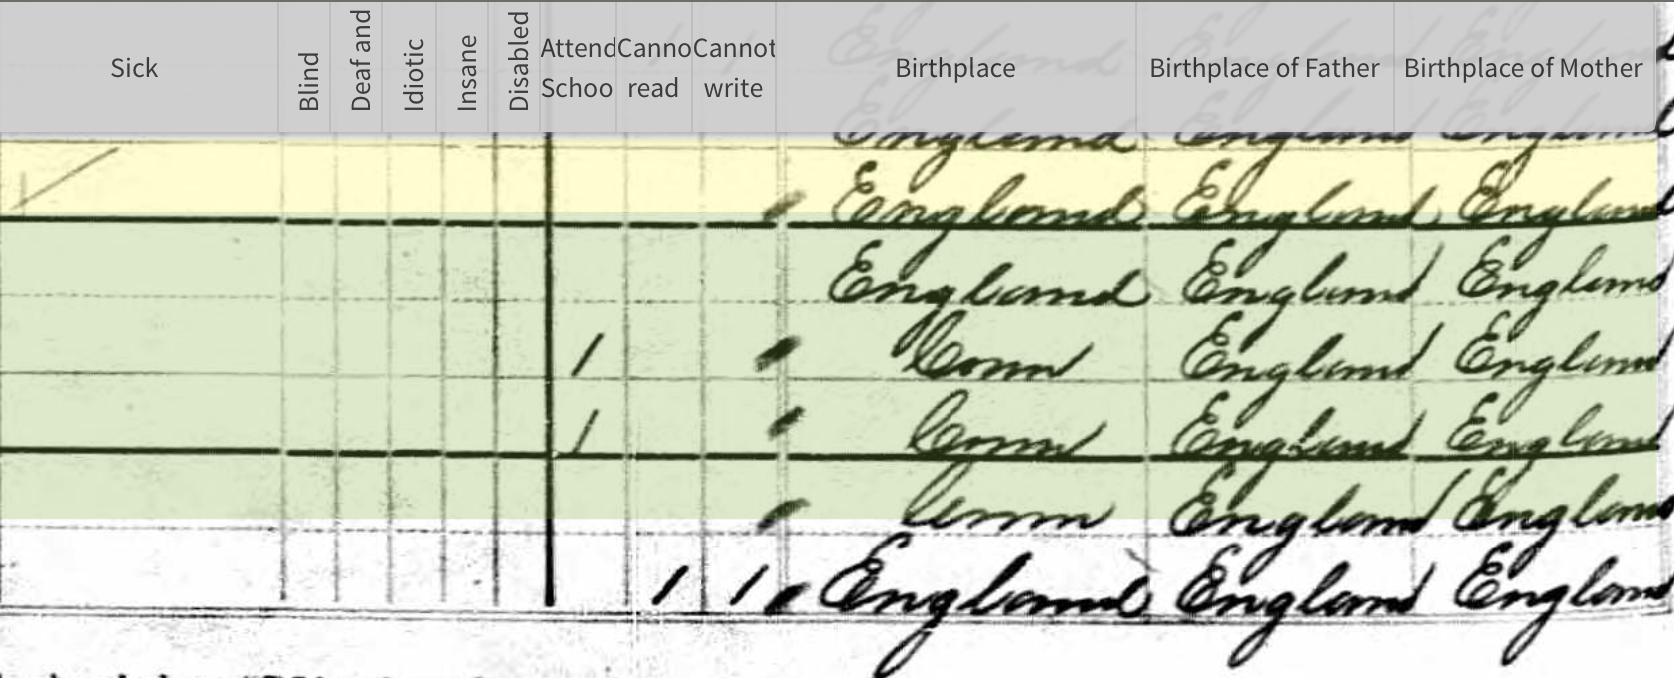 Sick Blind Deaf and Idiotic Insane Disabled Attend Schoo Canno read Cannot write Birthplace Birthplace of Father Birthplace of Mother
England England England
England England England
England England England
1 Conn England England
1 Conn England England
Conn England England
1 1 England England England